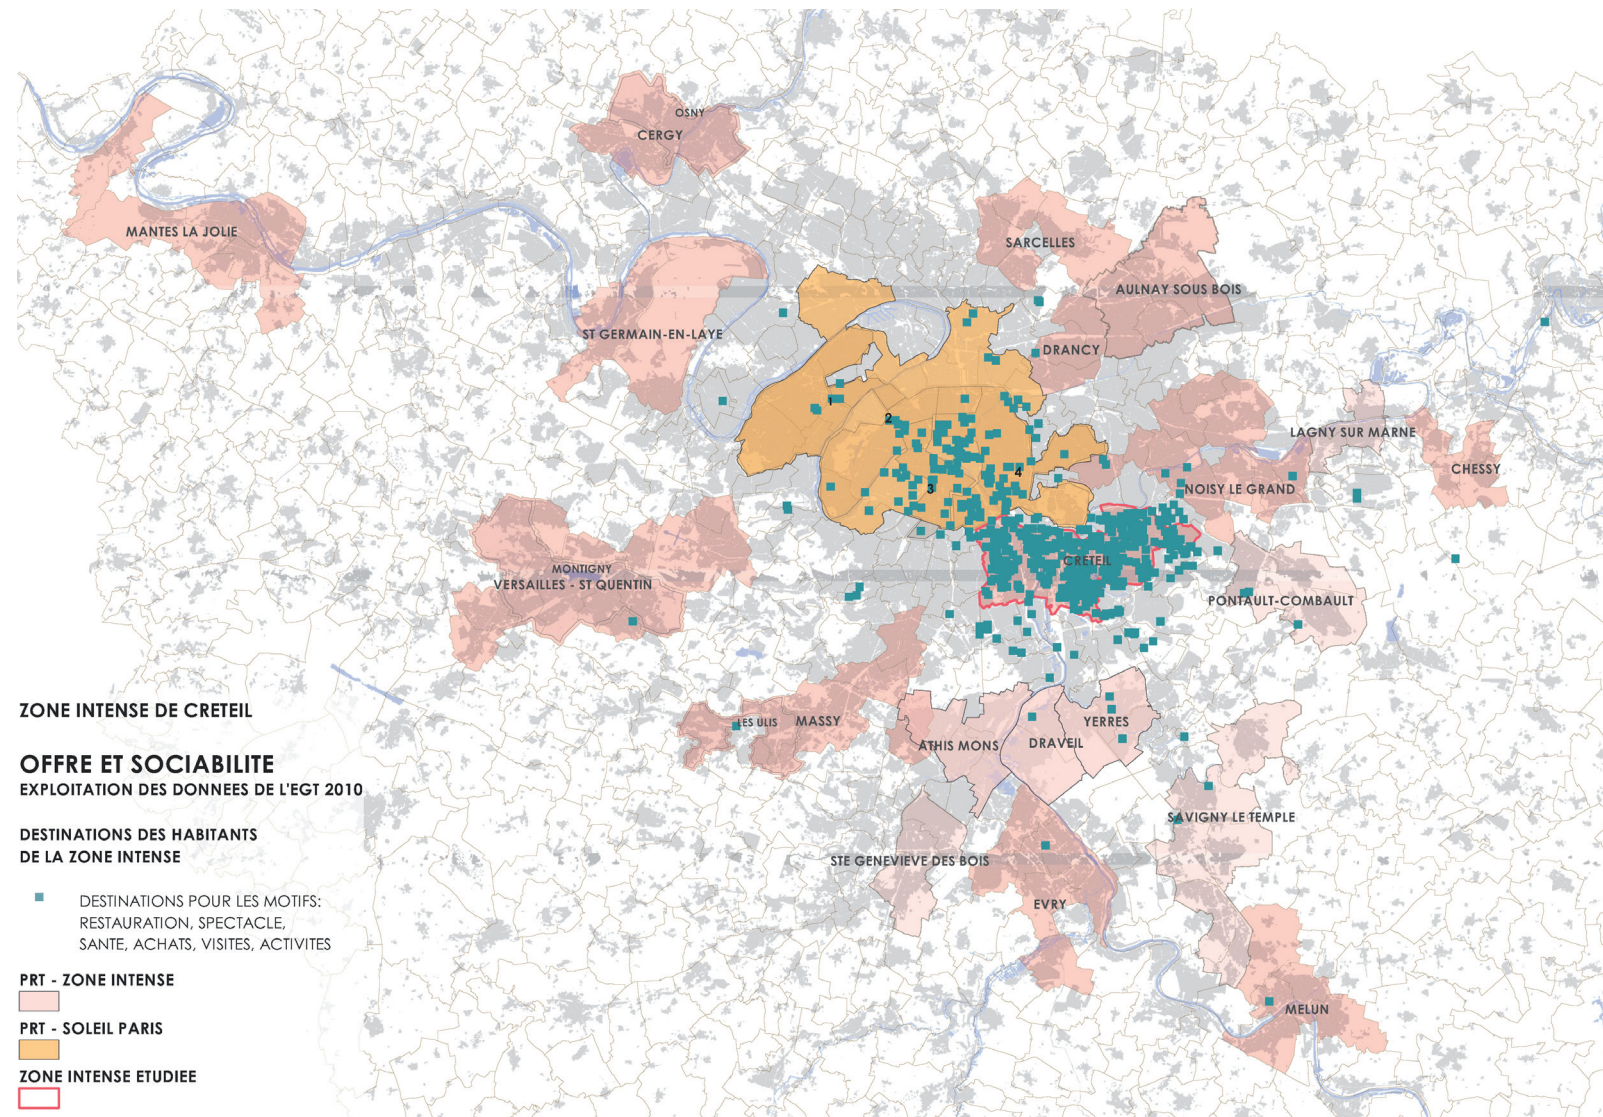 OSNY
CERGY
MANTES LA JOLIE
SARCELLES
AULNAY SOUS BOIS
ST GERMAIN-EN-LAYE
DRANCY
1
2
LAGNY SUR MARNE
CHESSY
4
3
NOISY LE GRAND
CRETEIL
MONTIGNY
VERSAILLES - ST QUENTIN
PONTAULT-COMBAULT
LES ULIS
MASSY
YERRES
ATHIS MONS
DRAVEIL
SAVIGNY LE TEMPLE
STE GENEVIEVE DES BOIS
EVRY
MELUN
ZONE INTENSE DE CRETEIL
OFFRE ET SOCIABILITE
EXPLOITATION DES DONNEES DE L'EGT 2010
DESTINATIONS DES HABITANTS
DE LA ZONE INTENSE
DESTINATIONS POUR LES MOTIFS:
RESTAURATION, SPECTACLE,
SANTE, ACHATS, VISITES, ACTIVITES
PRT - ZONE INTENSE
PRT - SOLEIL PARIS
ZONE INTENSE ETUDIEE